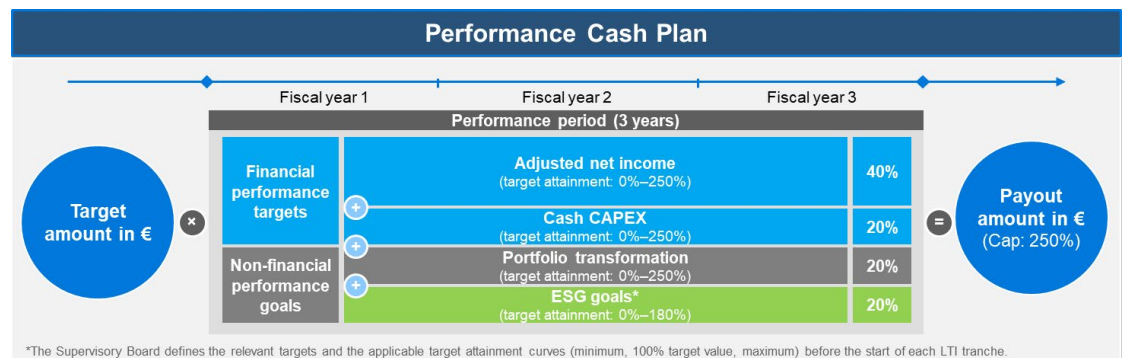 Performance Cash Plan
Fiscal year 1
Fiscal year 2
Fiscal year 3
Performance period (3 years)
Target
amount in €
×
Financial
performance
targets
Adjusted net income
(target attainment: 0%–250%)
40%
+
Cash CAPEX
(target attainment: 0%–250%)
20%
+
Non-financial
performance
goals
Portfolio transformation
(target attainment: 0%–250%)
20%
+
ESG goals*
(target attainment: 0%–180%)
20%
=
Payout
amount in €
(Cap: 250%)
*The Supervisory Board defines the relevant targets and the applicable target attainment curves (minimum, 100% target value, maximum) before the start of each LTI tranche.